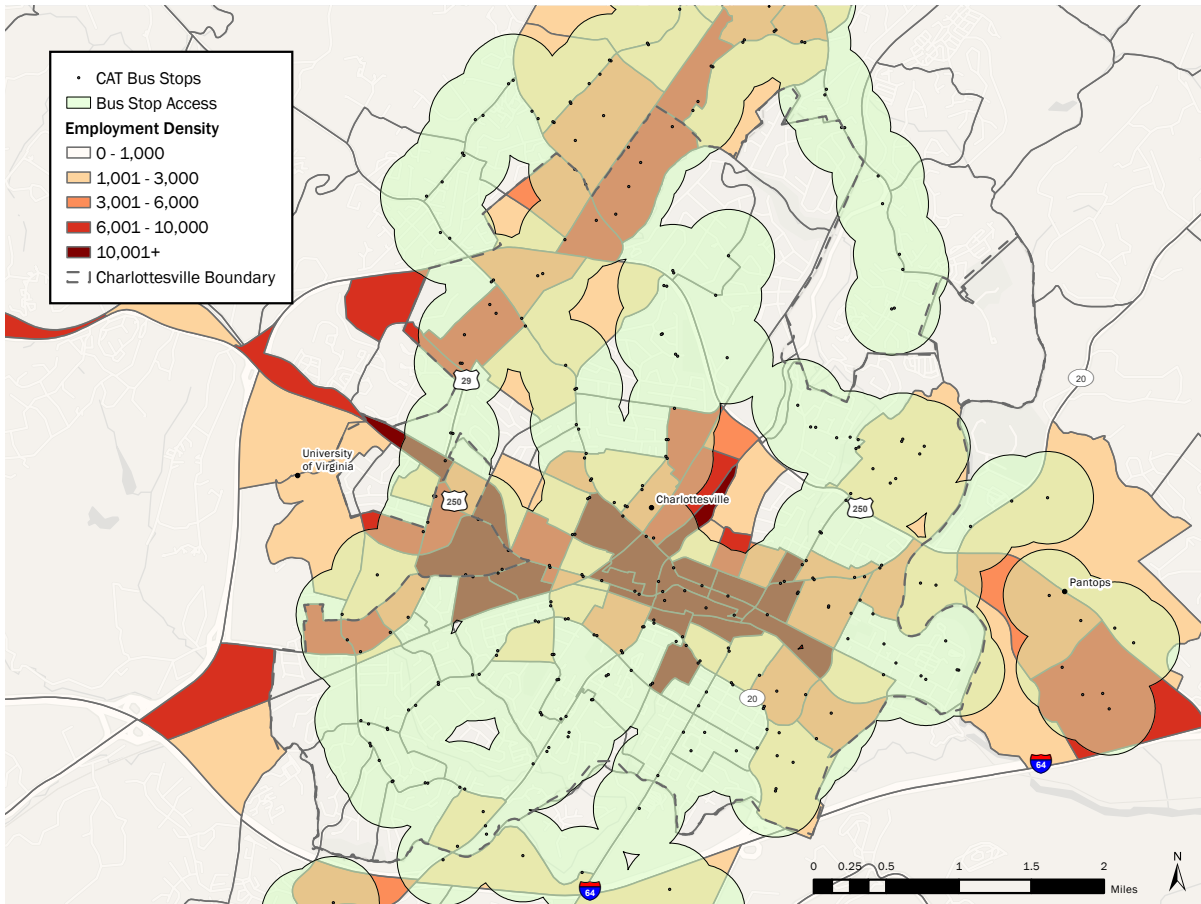 CAT Bus Stops
Bus Stop Access
Employment Density
0 - 1,000
1,001 - 3,000
3,001 - 6,000
6,001 - 10,000
10,001+
Charlottesville Boundary
20
29
University
of Virginia
250
Charlottesville
250
Pantops
20
64
64
0 0.25 0.5 1 1.5 2
Miles
N